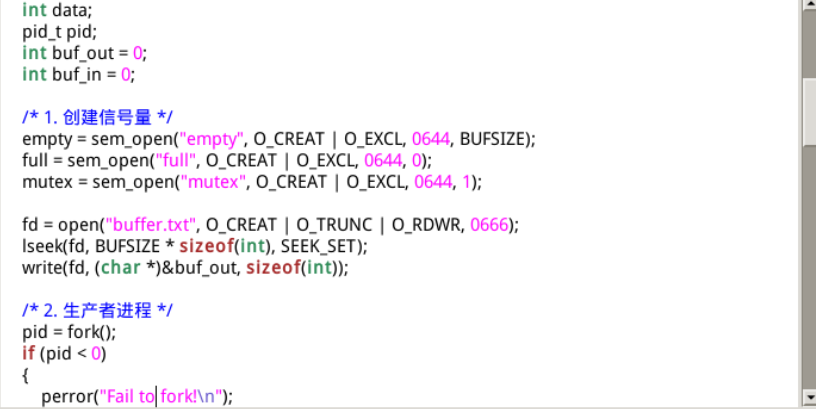 int data;
pid_t pid;
int buf_out = 0;
int buf_in = 0;
/* 1. 创建信号量 */
empty = sem_open("empty", O_CREAT | O_EXCL, 0644, BUFSIZE);
full = sem_open("full", O_CREAT | O_EXCL, 0644, 0);
mutex = sem_open("mutex", O_CREAT | O_EXCL, 0644, 1);
fd = open("buffer.txt", O_CREAT | O_TRUNC | O_RDWR, 0666);
lseek(fd, BUFSIZE * sizeof(int), SEEK_SET);
write(fd, (char *)&buf_out, sizeof(int));
/* 2. 生产者进程 */
pid = fork();
if (pid < 0)
{
perror("Fail to fork!\n");